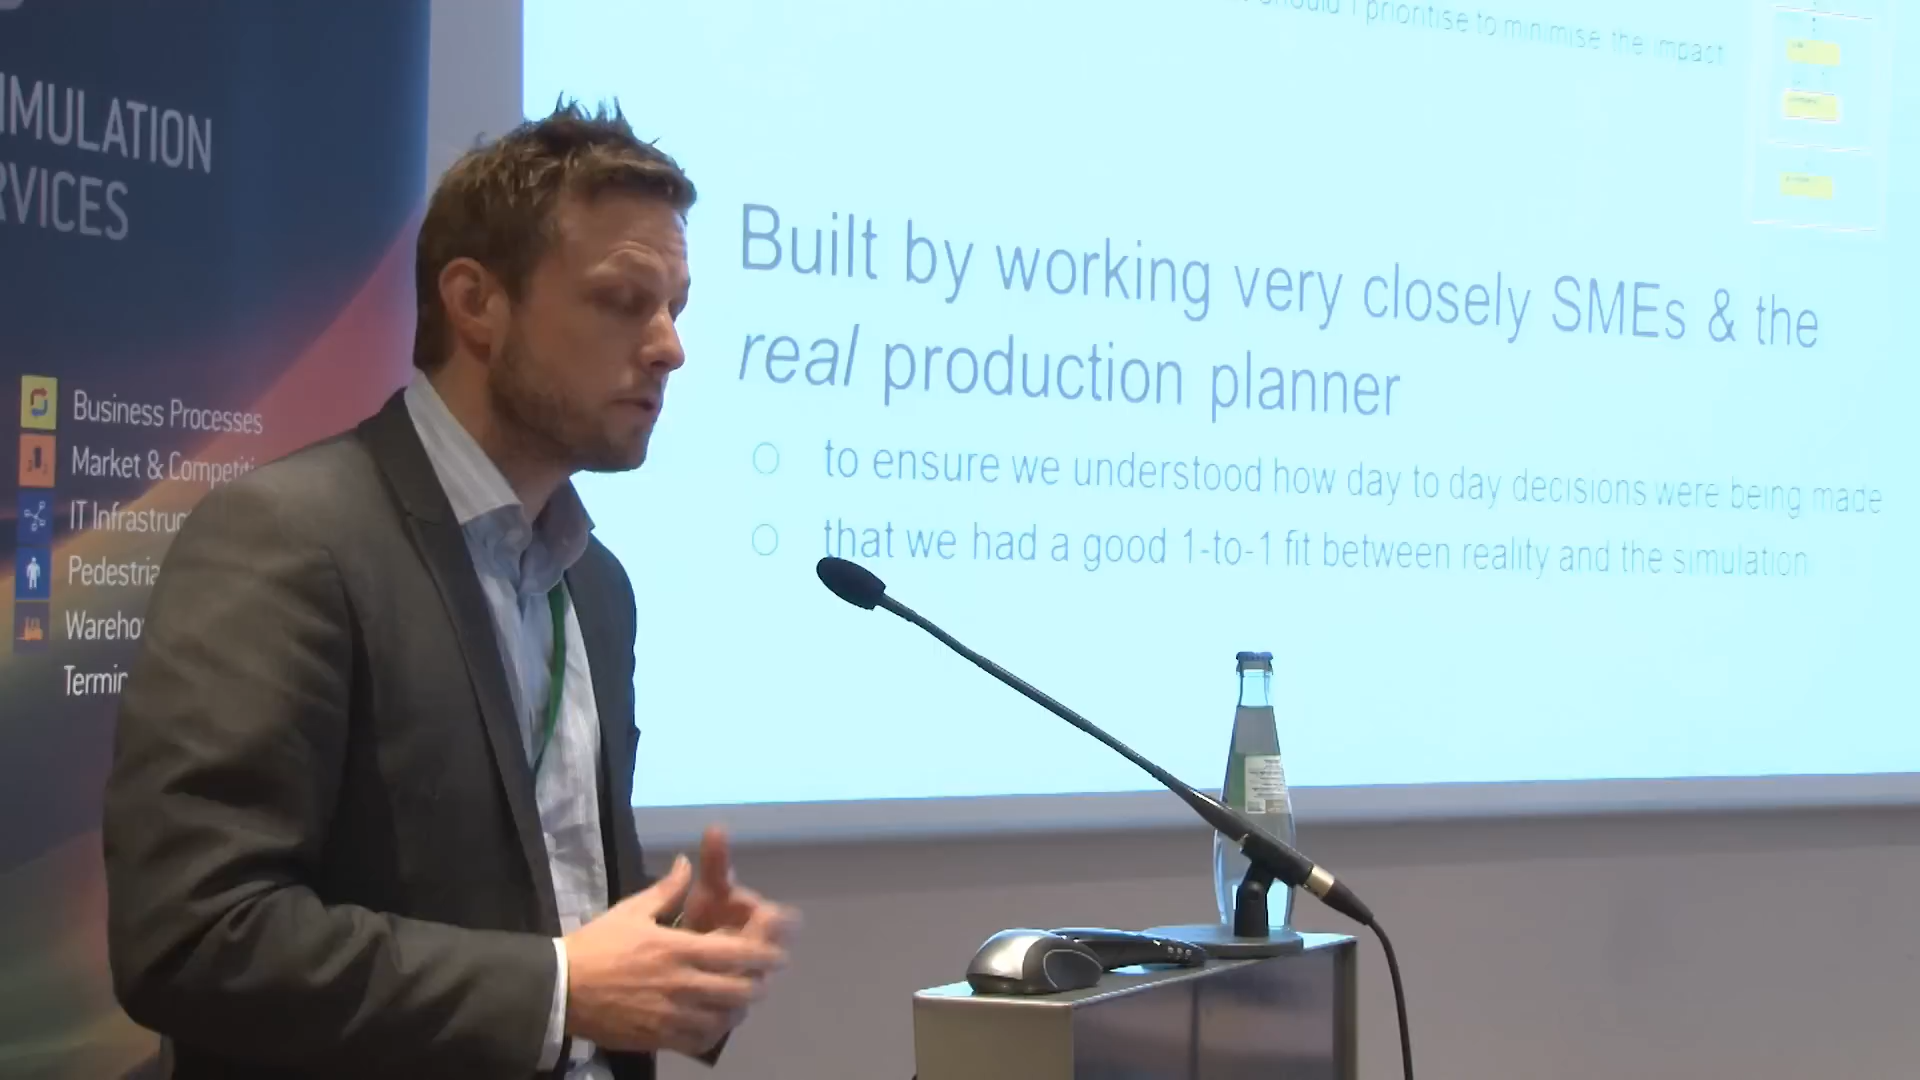 IMULATION
RVICES
Business Processes
Market & Competiti
IT Infrastruc
Pedestria
Wareho
Termin
should I prioritise to minimise the impact
Built by working very closely SMEs & the
real production planner
to ensure we understood how day to day decisions were being made
that we had a good 1-to-1 fit between reality and the simulation